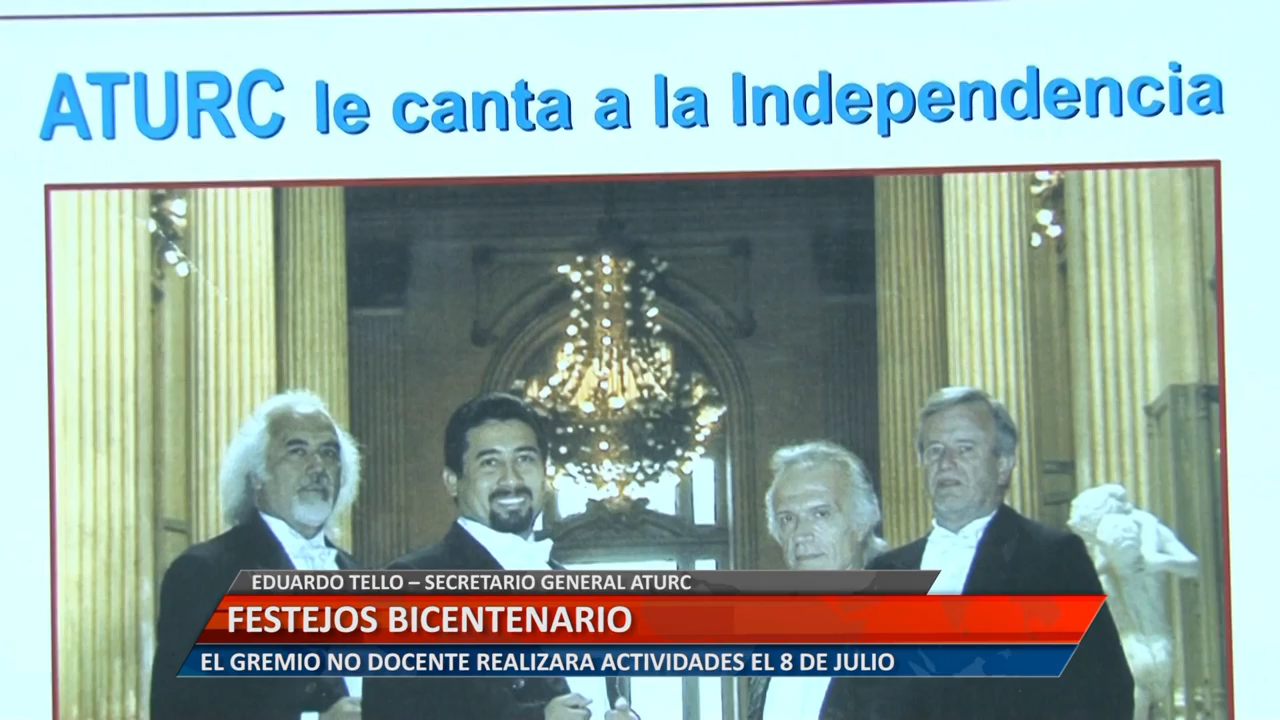 ATURC le canta a la Independencia
EDUARDO TELLO – SECRETARIO GENERAL ATURC
FESTEJOS BICENTENARIO
EL GREMIO NO DOCENTE REALIZARA ACTIVIDADES EL 8 DE JULIO